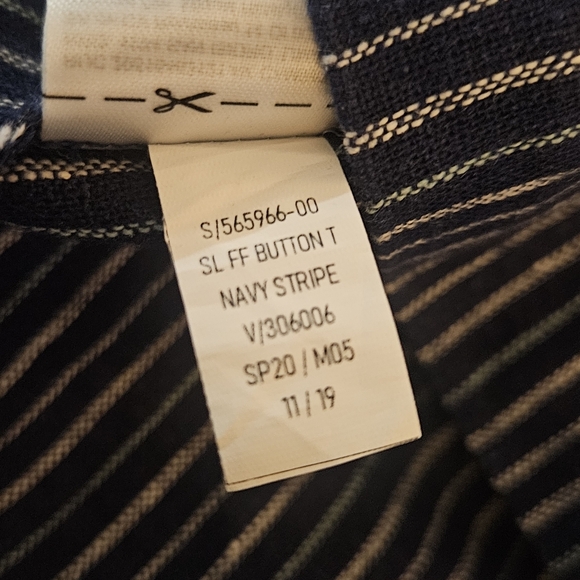 S/565966-00
SL FF BUTTON T
NAVY STRIPE
V/306006
SP20 / M05
11 / 19